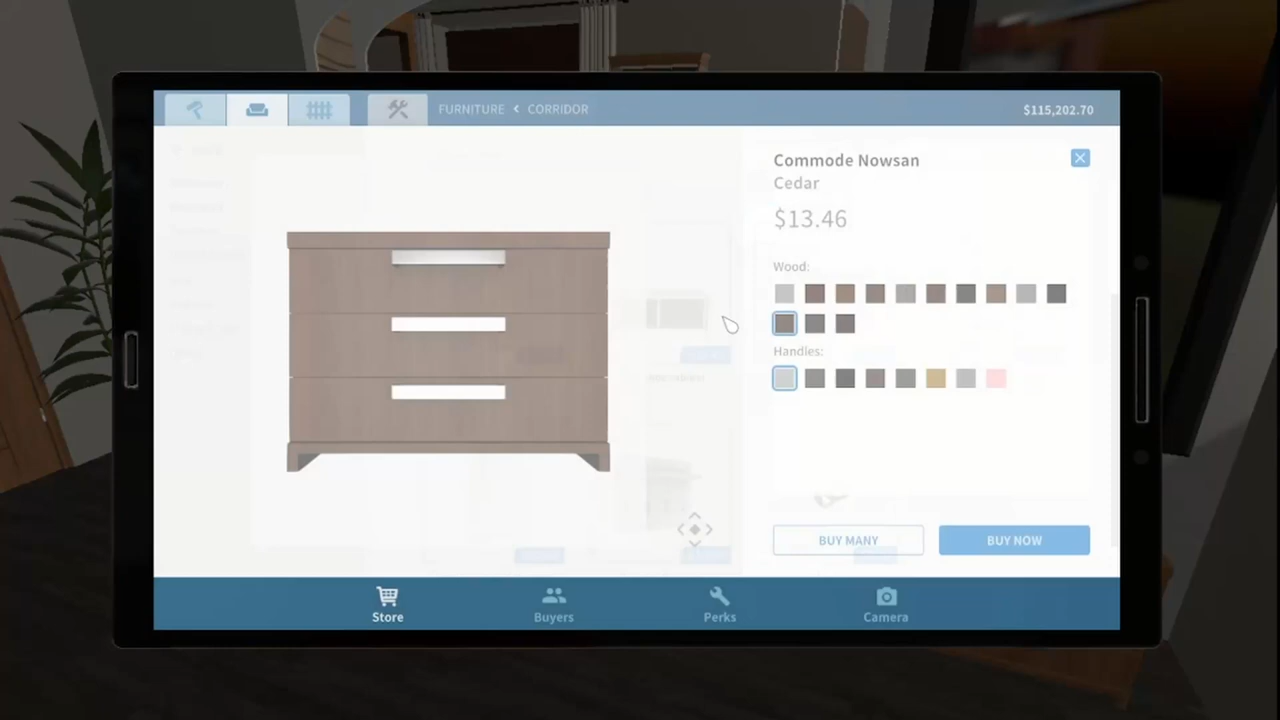 FURNITURE < CORRIDOR
$115,202.70
Commode Nowsan
Cedar
$13.46
Wood:
Handles:
BUY MANY
BUY NOW
Store
Buyers
Perks
Camera